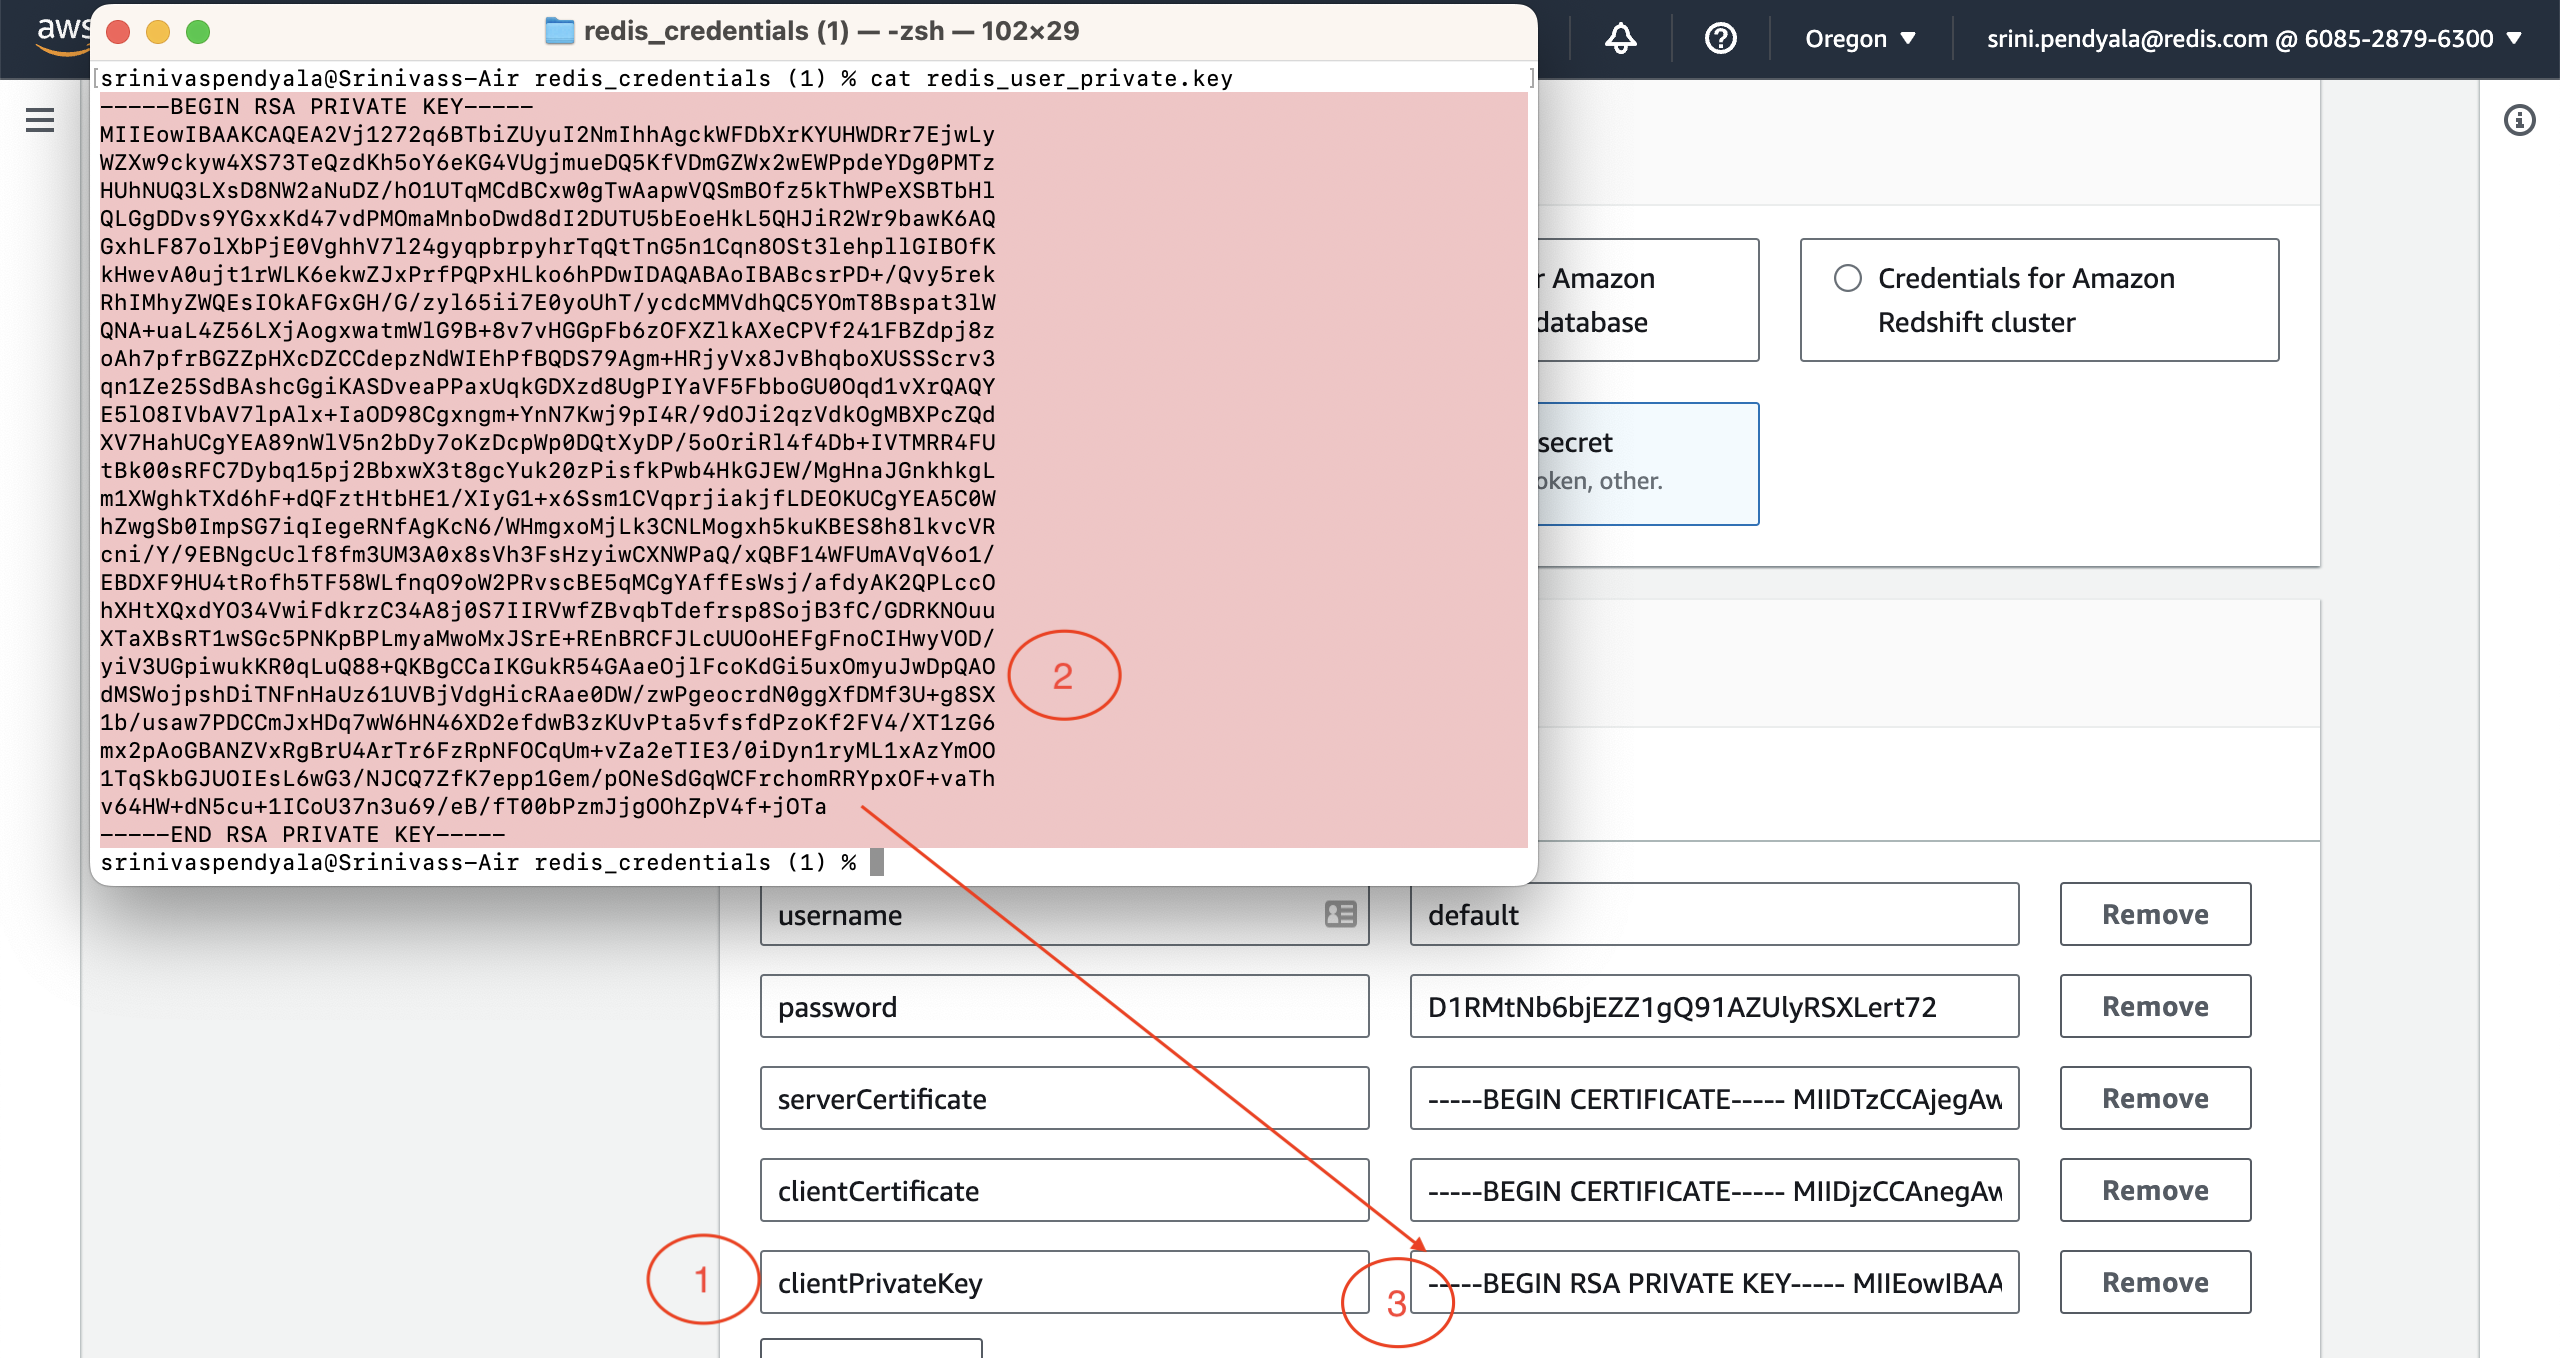 aws
redis_credentials (1) — -zsh — 102×29
Oregon
srini.pendyala@redis.com @ 6085-2879-6300
srinivaspendyala@Srinivass-Air redis_credentials (1) % cat redis_user_private.key
-----BEGIN RSA PRIVATE KEY-----
MIIEowIBAAKCAQEA2Vj1272q6BTbiZUyuI2NmIhhAgckWFDbXrKYUHWDRr7EjwLy
WZXw9ckyw4XS73TeQzdKh5oY6eKG4VUgjmueDQ5KfVDmGZWx2wEWPpdeYDg0PMTz
HUhNUQ3LXsD8NW2aNuDZ/hO1UTqMCdBCxw0gTwAapwVQSmBOfz5kThWPeXSBTbHl
QLGgDDvs9YGxxKd47vdPMOmaMnboDwd8dI2DUTU5bEoeHkL5QHJiR2Wr9bawK6AQ
GxhLF87olXbPjE0VghhV7l24gyqpbrpyhrTqQtTnG5n1Cqn8OSt3lehpllGIBOfK
kHwevA0ujt1rWLK6ekwZJxPrfPQPxHLko6hPDwIDAQABAoIBABcsrPD+/Qvy5rek
RhIMhyZWQEsIOkAFGxGH/G/zyl65ii7E0yoUhT/ycdcMMVdhQC5YOmT8Bspat3lW
QNA+uaL4Z56LXjAogxwatmWlG9B+8v7vHGGpFb6zOFXZlkAXeCPVf241FBZdpj8z
oAh7pfrBGZZpHXcDZCCdepzNdWIEhPfBQDS79Agm+HRjyVx8JvBhqboXUSSScrv3
qn1Ze25SdBAshcGgiKASDveaPPaxUqkGDXzd8UgPIYaVF5FbboGU0Oqd1vXrQAQY
E5lO8IVbAV7lpAlx+IaOD98Cgxngm+YnN7Kwj9pI4R/9dOJi2qzVdkOgMBXPcZQd
XV7HahUCgYEA89nWlV5n2bDy7oKzDcpWp0DQtXyDP/5oOriRl4f4Db+IVTMRR4FU
tBk00sRFC7Dybq15pj2BbxwX3t8gcYuk20zPisfkPwb4HkGJEW/MgHnaJGnkhkgL
m1XWghkTXd6hF+dQFztHtbHE1/XIyG1+x6Ssm1CVqprjiakjfLDEOKUCgYEA5C0W
hZwgSb0ImpSG7iqIegeRNfAgKcN6/WHmgxoMjLk3CNLMogxh5kuKBES8h8lkvcVR
cni/Y/9EBNgcUclf8fm3UM3A0x8sVh3FsHzyiwCXNWPaQ/xQBF14WFUmAVqV6o1/
EBDXF9HU4tRofh5TF58WLfnqO9oW2PRvscBE5qMCgYAffEsWsj/afdyAK2QPLccO
hXHtXQxdYO34VwiFdkrzC34A8j0S7IIRVwfZBvqbTdefrsp8SojB3fC/GDRKNOuu
XTaXBsRT1wSGc5PNKpBPLmyaMwoMxJSrE+REnBRCFJLcUUOoHEFgFnoCIHwyVOD/
yiV3UGpiwukKR0qLuQ88+QKBgCCaIKGukR54GAaeOjlFcoKdGi5uxOmyuJwDpQAO
dMSWojpshDiTNFnHaUz61UVBjVdgHicRAae0DW/zwPgeocrdN0ggXfDMf3U+g8SX
1b/usaw7PDCCmJxHDq7wW6HN46XD2efdwB3zKUvPta5vfsfdPzoKf2FV4/XT1zG6
mx2pAoGBANZVxRgBrU4ArTr6FzRpNFOCqUm+vZa2eTIE3/0iDyn1ryML1xAzYmOO
1TqSkbGJUOIEsL6wG3/NJCQ7ZfK7epp1Gem/pONeSdGqWCFrchomRRYpxOF+vaTh
v64HW+dN5cu+1ICoU37n3u69/eB/fT00bPzmJjgOOhZpV4f+jOTa
-----END RSA PRIVATE KEY-----
srinivaspendyala@Srinivass-Air redis_credentials (1) %
r Amazon
database
Credentials for Amazon
Redshift cluster
secret
oken, other.
2
username
default
Remove
password
D1RMtNb6bjEZZ1gQ91AZUlyRSXLert72
Remove
serverCertificate
-----BEGIN CERTIFICATE----- MIIDTzCCAjegAw
Remove
clientCertificate
-----BEGIN CERTIFICATE----- MIIDjzCCAnegAw
Remove
1
clientPrivateKey
3
-----BEGIN RSA PRIVATE KEY----- MIIEowIBAA
Remove